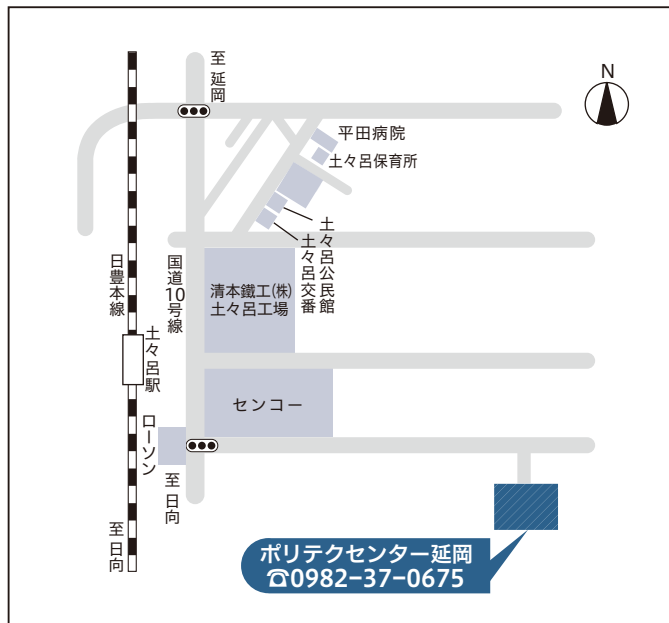 至 延岡
N
平田病院
土々呂保育所
土々呂公民館
土々呂交番
日豊本線
国道10号線
清本鐵工(株)
土々呂工場
土々呂駅
センコー
ローソン
至 日向
至 日向
ポリテクセンター延岡
☎0982-37-0675